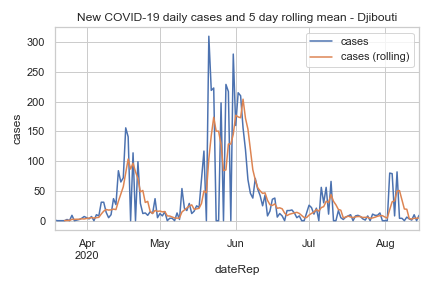 New COVID-19 daily cases and 5 day rolling mean - Djibouti
cases
cases (rolling)
300
250
200
150
100
50
0
cases
Apr
2020
May
Jun
Jul
Aug
dateRep